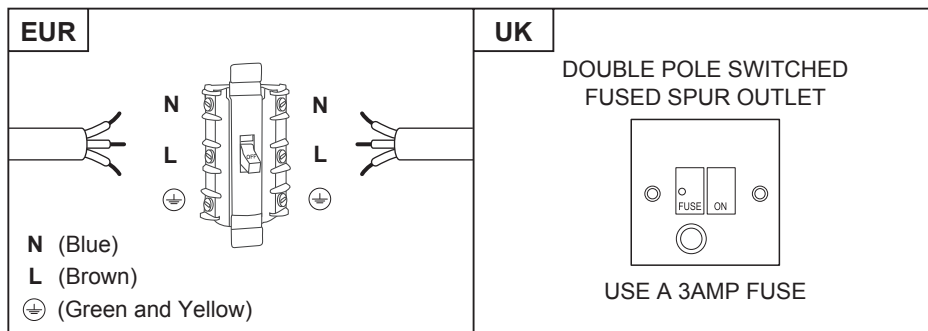 EUR
N
N
L
L
OFF
N (Blue)
L (Brown)
(Green and Yellow)
UK
DOUBLE POLE SWITCHED
FUSED SPUR OUTLET
FUSE
ON
USE A 3AMP FUSE